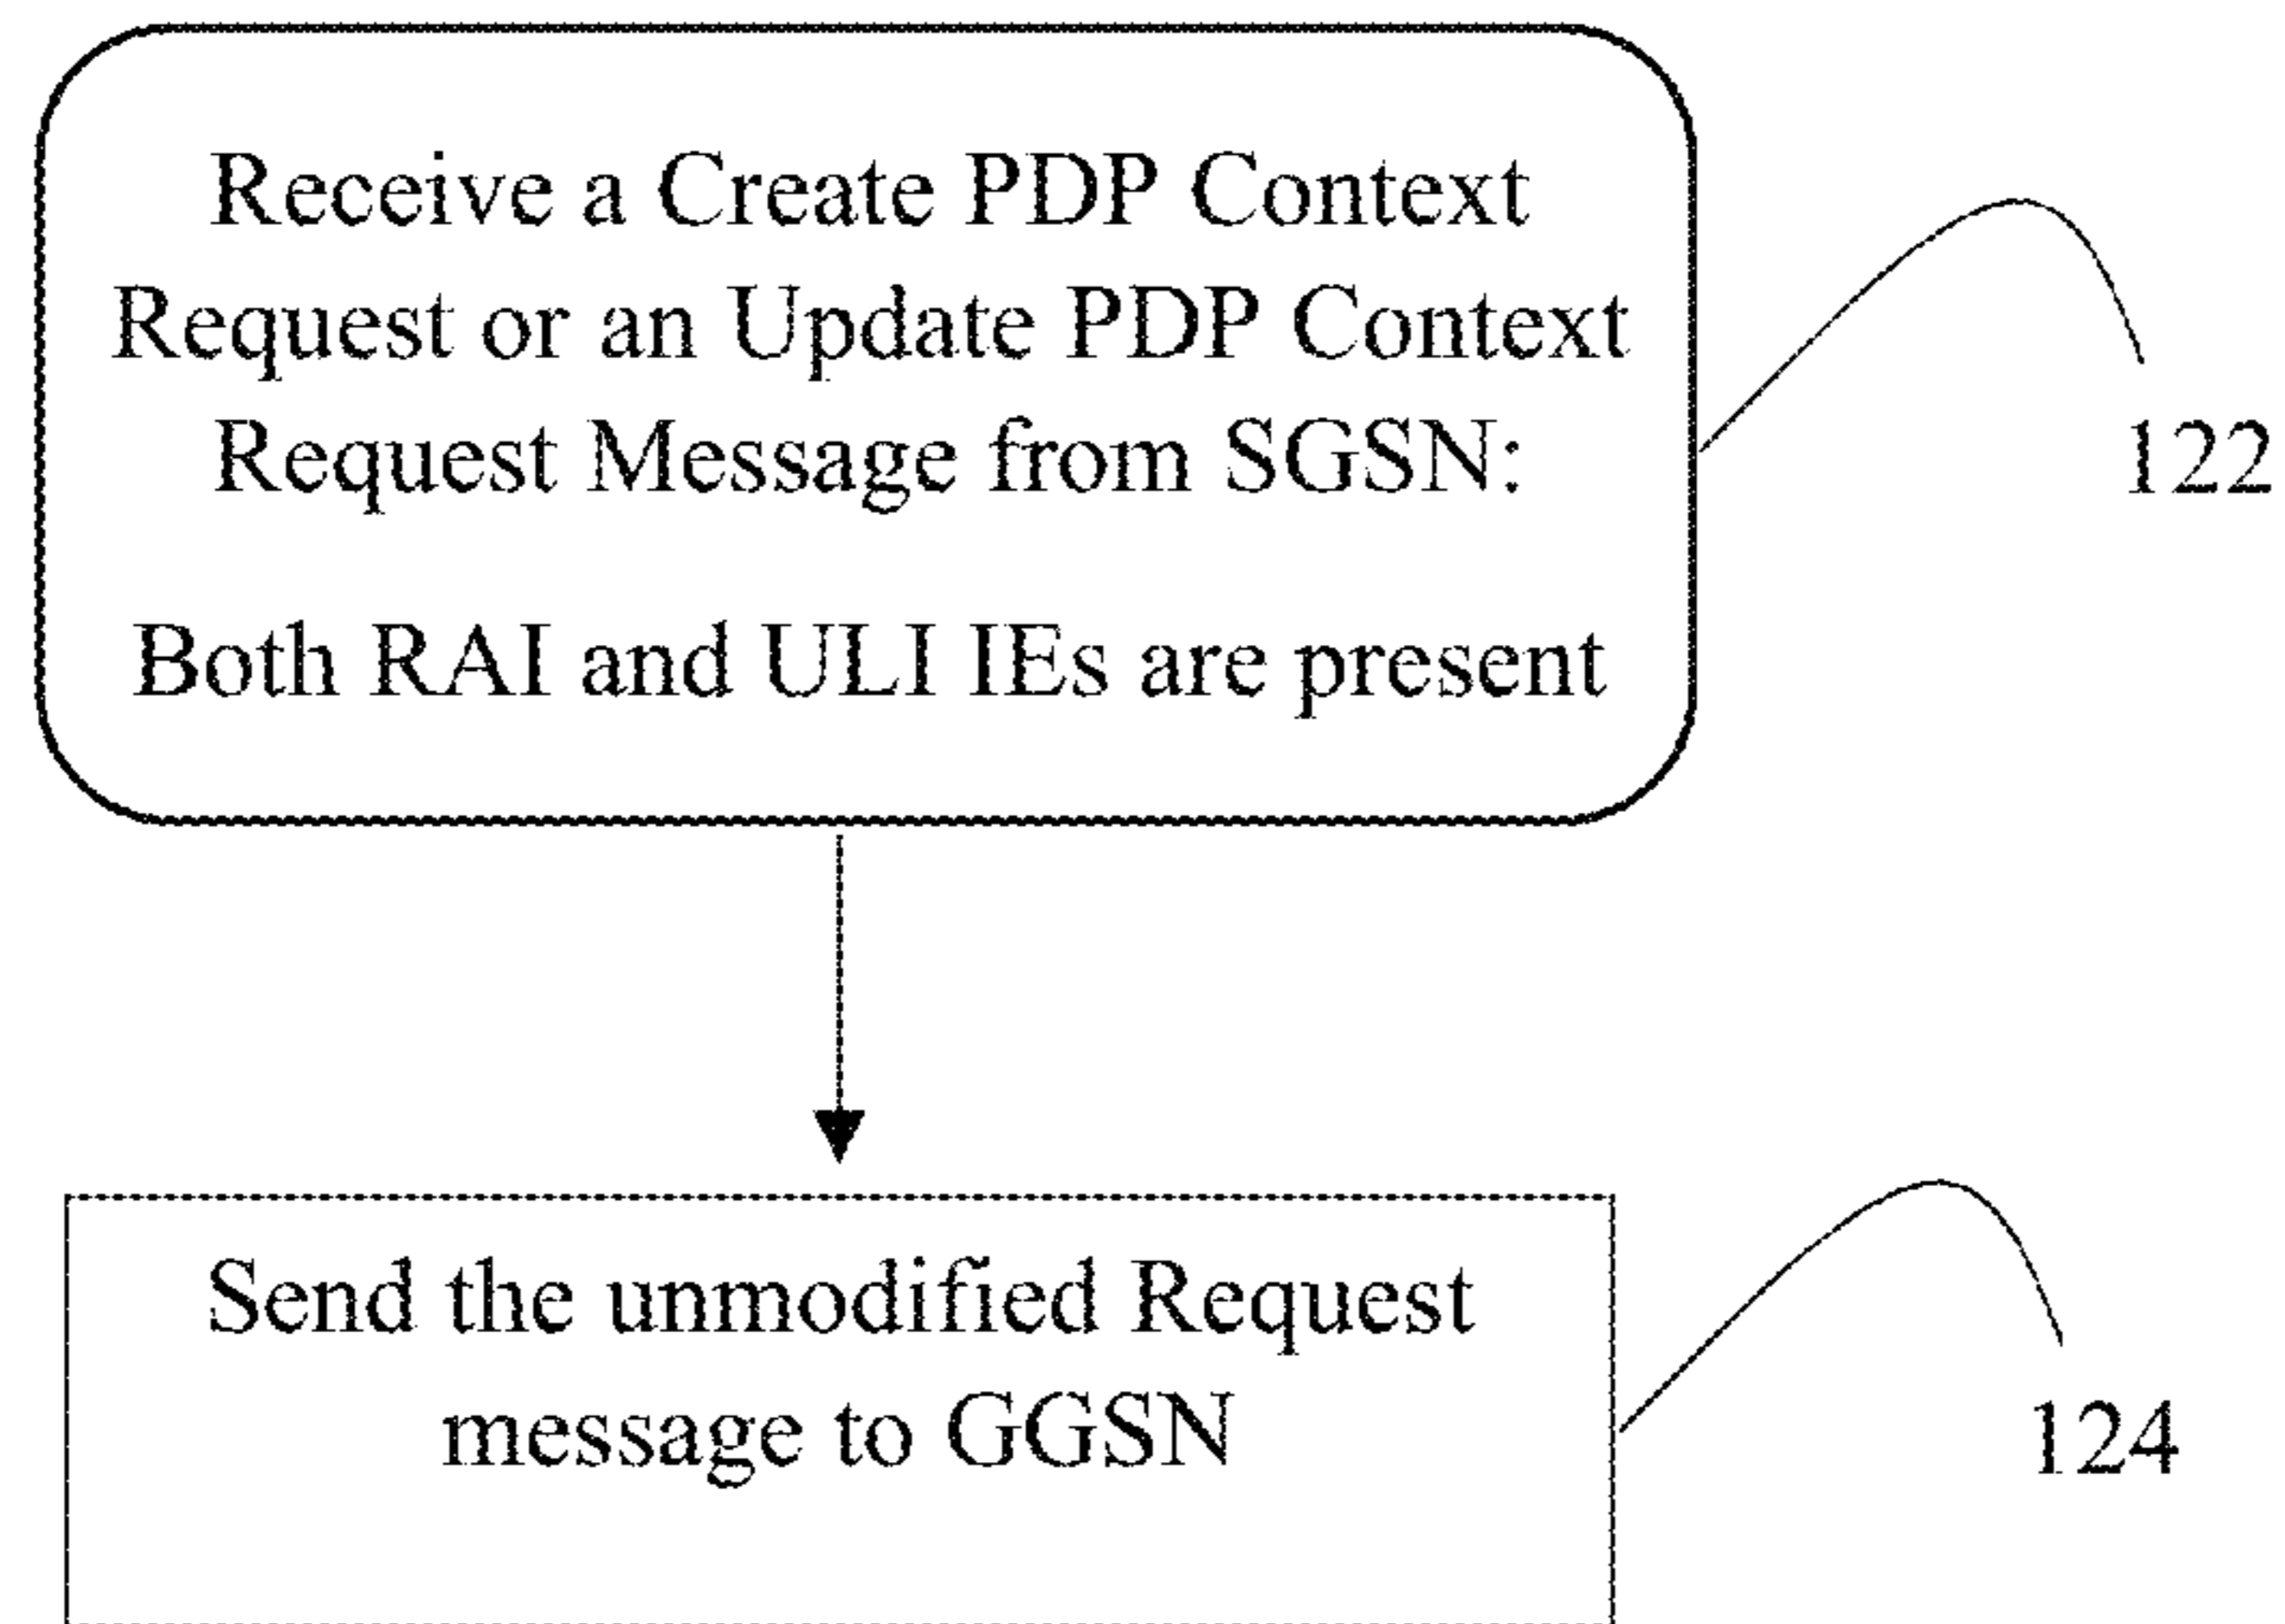 Receive a Create PDP Context
Request or an Update PDP Context
Request Message from SGSN:
Both RAI and ULI IEs are present
122
Send the unmodified Request
message to GGSN
124